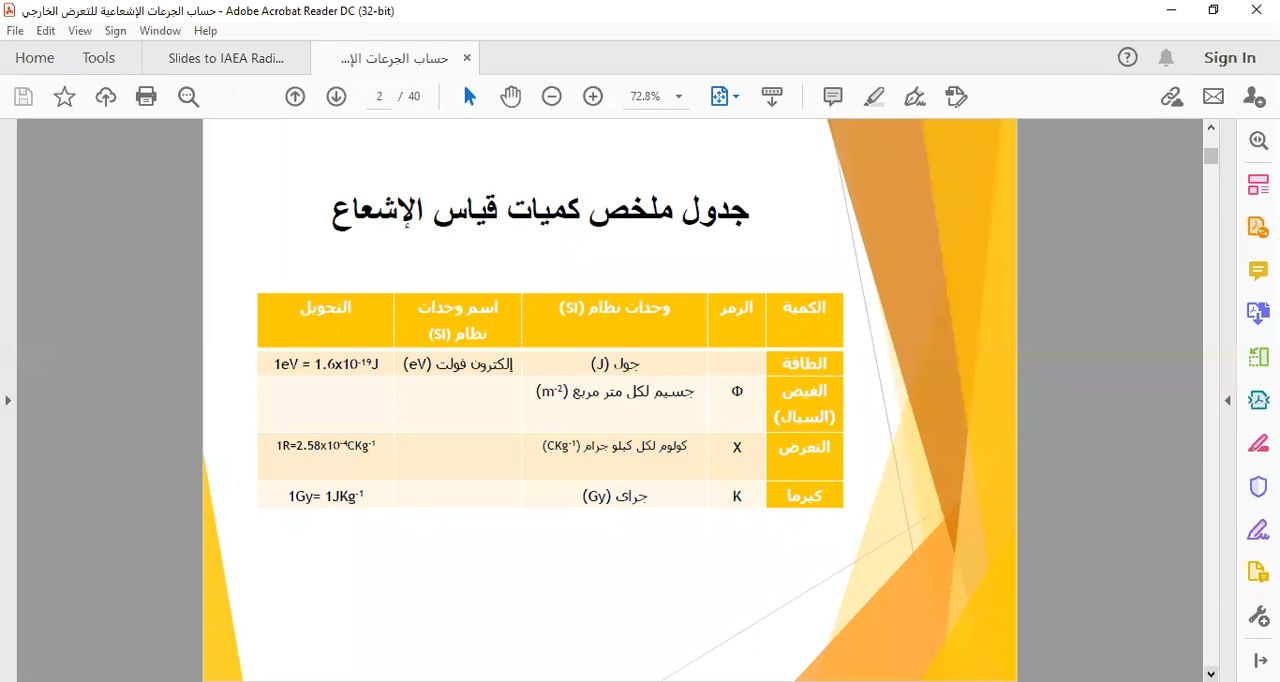 حساب الجرعات الإشعاعية للتعرض الخارجي - Adobe Acrobat Reader DC (32-bit)
File Edit View Sign Window Help
Home Tools Slides to IAEA Radi... حساب الجرعات الإ... × Sign In
2 / 40 72.8%
جدول ملخص كميات قياس الإشعاع
الكمية الرمز وحدات نظام (SI) اسم وحدات التحويل
نظام (SI)
الطاقة جول (J) إلكترون فولت (eV) 1eV = 1.6x10⁻¹⁹J
الفيض Φ جسيم لكل متر مربع (m⁻²)
(السيال)
التعرض X كولوم لكل كيلو جرام (CKg⁻¹) 1R=2.58x10⁻⁴CKg⁻¹
كيرما K جراى (Gy) 1Gy= 1JKg⁻¹